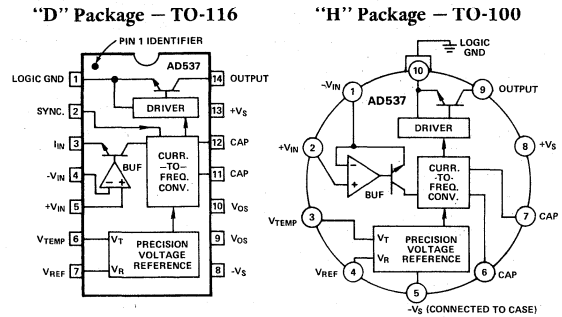 “D” Package — TO-116
PIN 1 IDENTIFIER
AD537
LOGIC GND 1
SYNC. 2
IIN 3
-VIN 4
+VIN 5
VTEMP 6
VREF 7
14 OUTPUT
13 +VS
12 CAP
11 CAP
10 VOS
9 VOS
8 -VS
DRIVER
BUF
- +
CURR.
-TO-
FREQ.
CONV.
VT
VR
PRECISION
VOLTAGE
REFERENCE
“H” Package — TO-100
LOGIC
GND
10
-VIN
1
AD537
9
OUTPUT
DRIVER
+VIN
2
-
+
BUF
CURR.
-TO-
FREQ.
CONV.
8
+VS
7
CAP
VTEMP
3
VT
VR
PRECISION
VOLTAGE
REFERENCE
VREF
4
5
6
CAP
-VS (CONNECTED TO CASE)